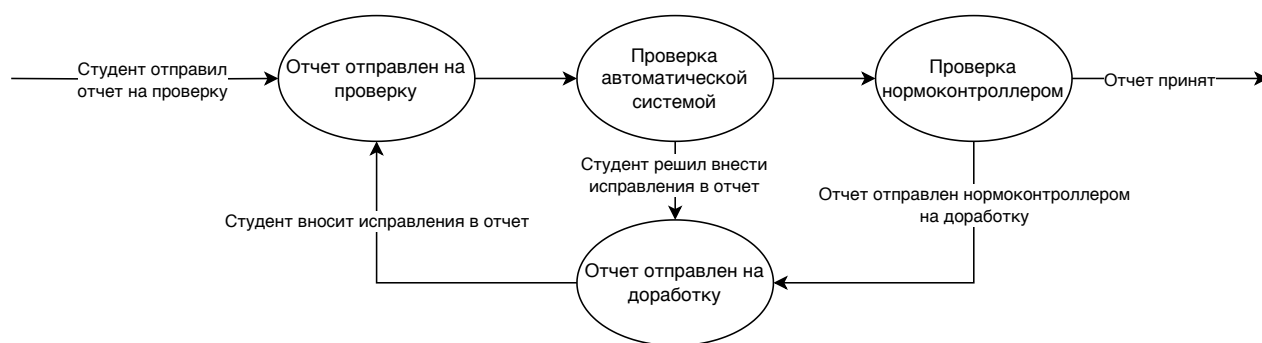 Студент отправил
отчет на проверку
Отчет отправлен на
проверку
Проверка
автоматической
системой
Проверка
нормоконтроллером
Отчет принят
Студент решил внести
исправления в отчет
Отчет отправлен нормоконтроллером
на доработку
Студент вносит исправления в отчет
Отчет отправлен на
доработку